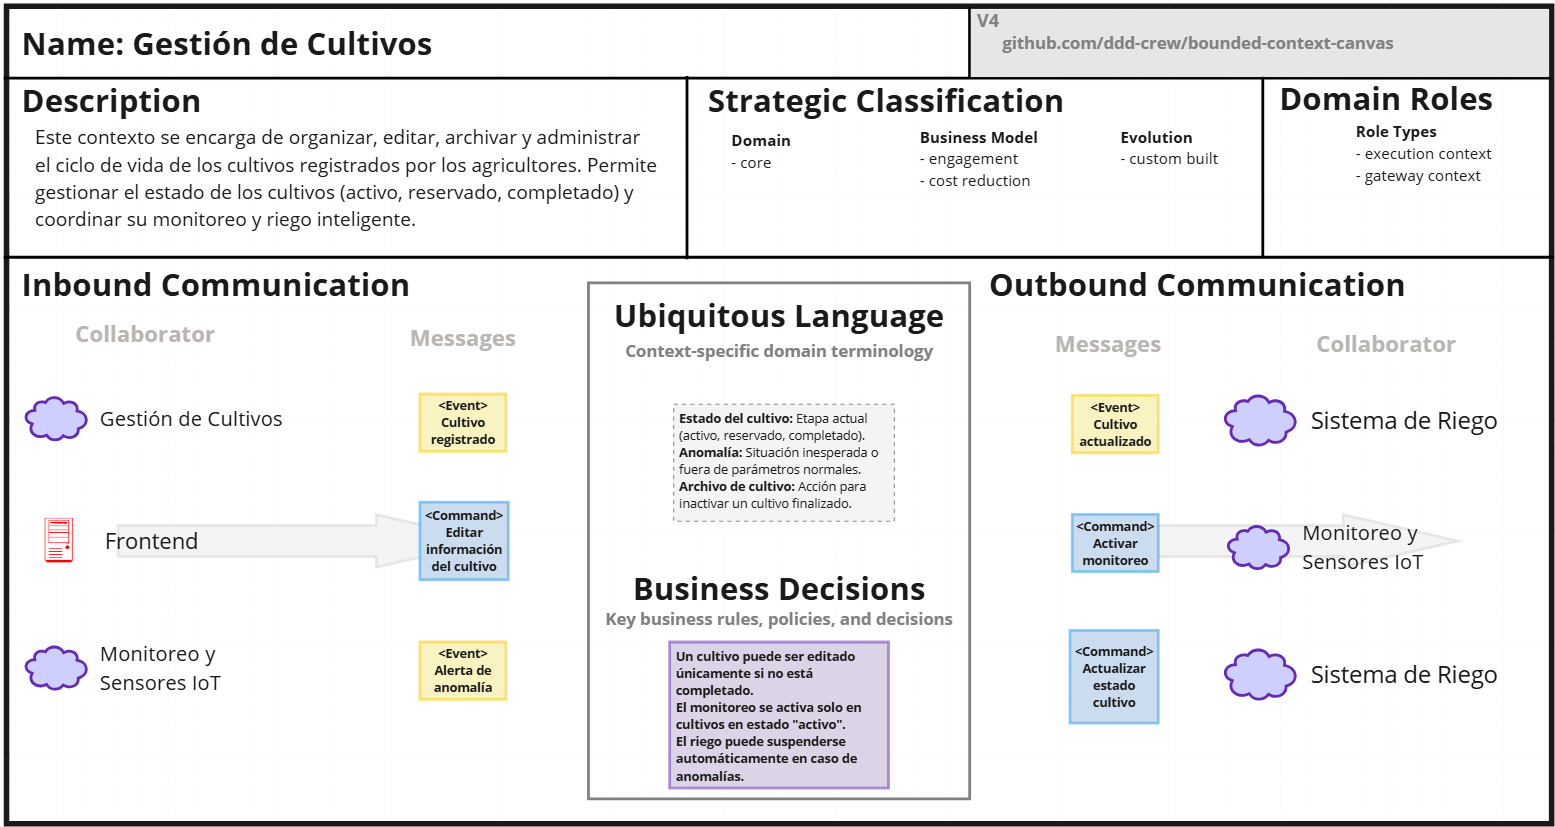 Name: Gestión de Cultivos
V4
github.com/ddd-crew/bounded-context-canvas
Description
Este contexto se encarga de organizar, editar, archivar y administrar
el ciclo de vida de los cultivos registrados por los agricultores. Permite
gestionar el estado de los cultivos (activo, reservado, completado) y
coordinar su monitoreo y riego inteligente.
Strategic Classification
Domain
- core
Business Model
- engagement
- cost reduction
Evolution
- custom built
Domain Roles
Role Types
- execution context
- gateway context
Inbound Communication
Collaborator
Messages
Gestión de Cultivos
<Event>
Cultivo
registrado
Frontend
<Command>
Editar
información
del cultivo
Monitoreo y
Sensores IoT
<Event>
Alerta de
anomalía
Ubiquitous Language
Context-specific domain terminology
Estado del cultivo: Etapa actual
(activo, reservado, completado).
Anomalía: Situación inesperada o
fuera de parámetros normales.
Archivo de cultivo: Acción para
inactivar un cultivo finalizado.
Business Decisions
Key business rules, policies, and decisions
Un cultivo puede ser editado
únicamente si no está
completado.
El monitoreo se activa solo en
cultivos en estado "activo".
El riego puede suspenderse
automáticamente en caso de
anomalías.
Outbound Communication
Messages
Collaborator
<Event>
Cultivo
actualizado
Sistema de Riego
<Command>
Activar
monitoreo
Monitoreo y
Sensores IoT
<Command>
Actualizar
estado
cultivo
Sistema de Riego